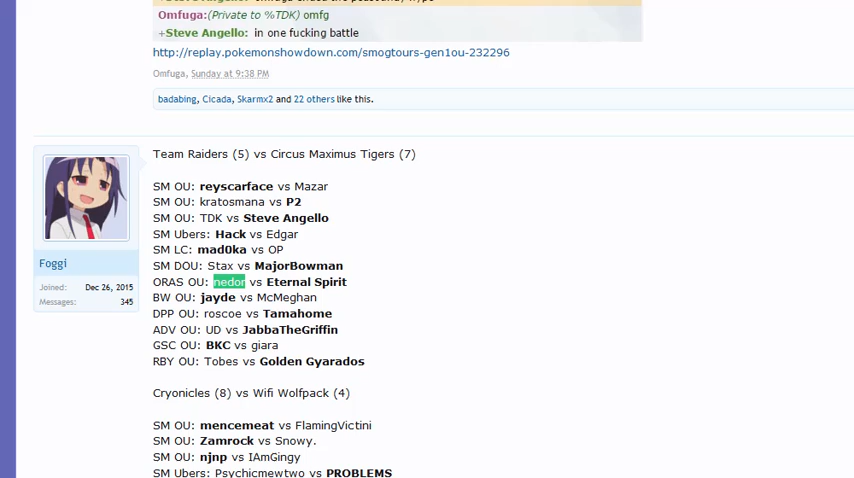 Omfuga:(Private to %TDK) omfg
+Steve Angello: in one fucking battle
http://replay.pokemonshowdown.com/smogtours-gen1ou-232296
Omfuga, Sunday at 9:38 PM
badabing, Cicada, Skarmx2 and 22 others like this.
Team Raiders (5) vs Circus Maximus Tigers (7)
SM OU: reyscarface vs Mazar
SM OU: kratosmana vs P2
SM OU: TDK vs Steve Angello
SM Ubers: Hack vs Edgar
SM LC: mad0ka vs OP
SM DOU: Stax vs MajorBowman
Foggi
ORAS OU: nedor vs Eternal Spirit
Joined: Dec 26, 2015
BW OU: jayde vs McMeghan
Messages: 345
DPP OU: roscoe vs Tamahome
ADV OU: UD vs JabbaTheGriffin
GSC OU: BKC vs giara
RBY OU: Tobes vs Golden Gyarados
Cryonicles (8) vs Wifi Wolfpack (4)
SM OU: mencemeat vs FlamingVictini
SM OU: Zamrock vs Snowy.
SM OU: njnp vs IAmGingy
SM Ubers: Psychicmewtwo vs PROBLEMS